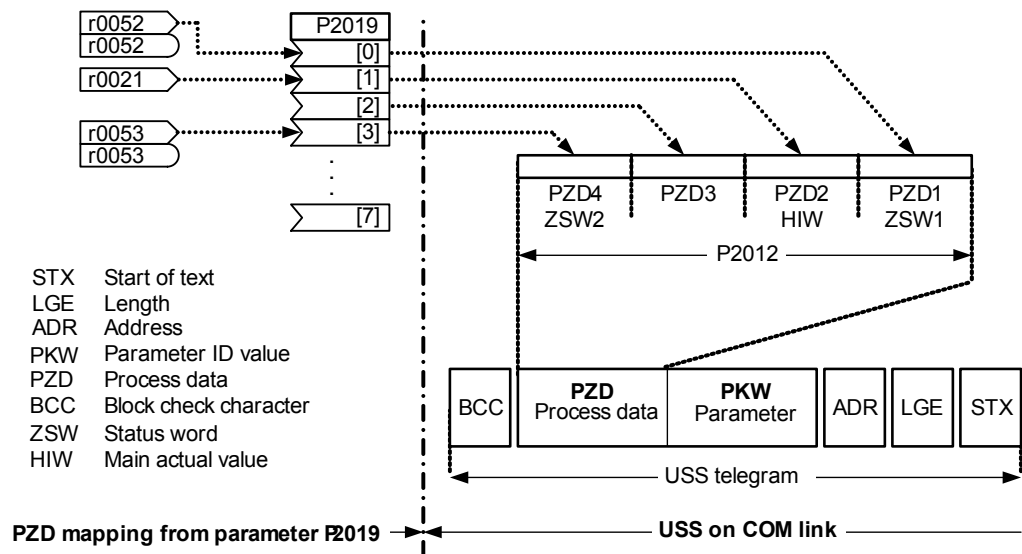 r0052
r0052
r0021
r0053
r0053
P2019
[0]
[1]
[2]
[3]
[7]
PZD4 PZD3 PZD2 PZD1
ZSW2 HIW ZSW1
P2012
STX Start of text
LGE Length
ADR Address
PKW Parameter ID value
PZD Process data
BCC Block check character
ZSW Status word
HIW Main actual value
BCC
PZD
Process data
PKW
Parameter
ADR
LGE
STX
USS telegram
PZD mapping from parameter P2019
USS on COM link